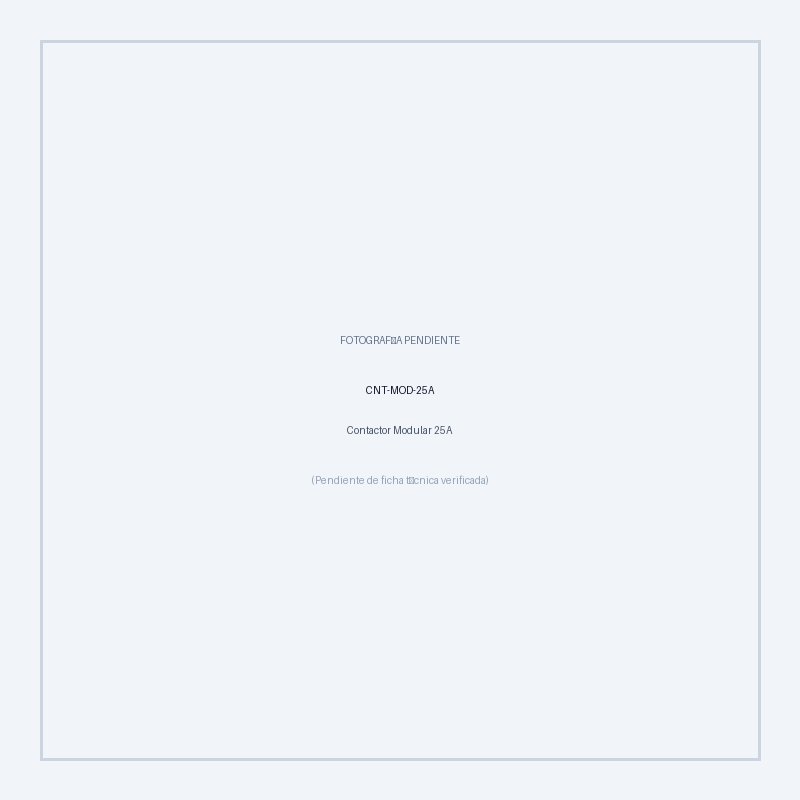 FOTOGRAF▯A PENDIENTE
CNT-MOD-25A
Contactor Modular 25A
(Pendiente de ficha t▯cnica verificada)